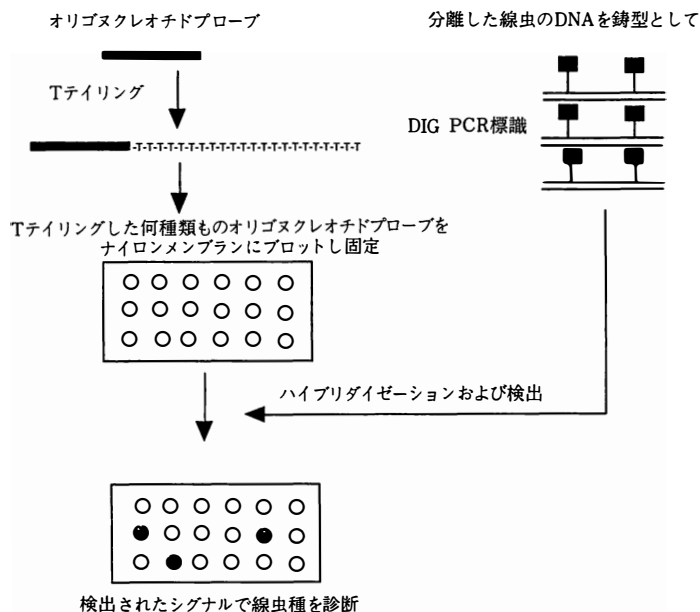 オリゴヌクレオチドプローブ
分離した線虫のDNAを鋳型として
Tテイリング
DIG PCR標識
-T-T-T-T-T-T-T-T-T-T-T-T-T-T-T-T-T-T-T-T-T-T
Tテイリングした何種類ものオリゴヌクレオチドプローブを
ナイロンメンブランにブロットし固定
ハイブリダイゼーションおよび検出
検出されたシグナルで線虫種を診断